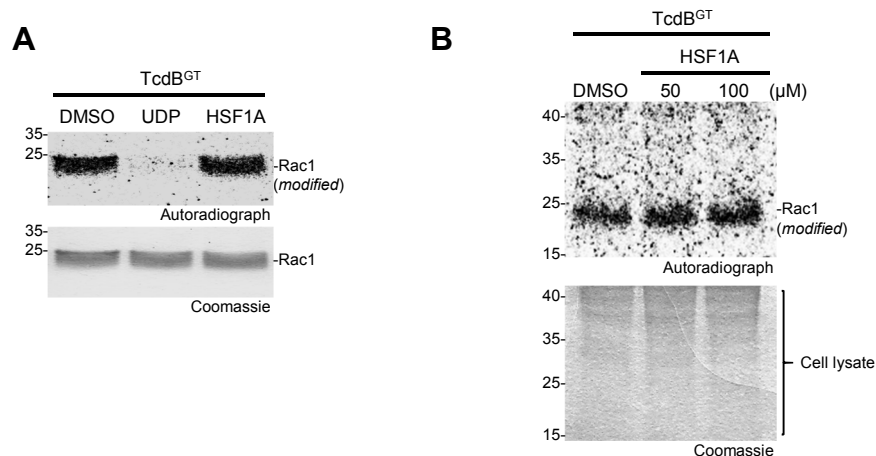 A
TcdBGT
DMSO UDP HSF1A
35-
25-
-Rac1
(modified)
Autoradiograph
35-
25-
-Rac1
Coomassie
B
TcdBGT
HSF1A
DMSO 50 100 (μM)
40-
35-
25-
-Rac1
(modified)
15-
Autoradiograph
40-
35-
Cell lysate
25-
15-
Coomassie